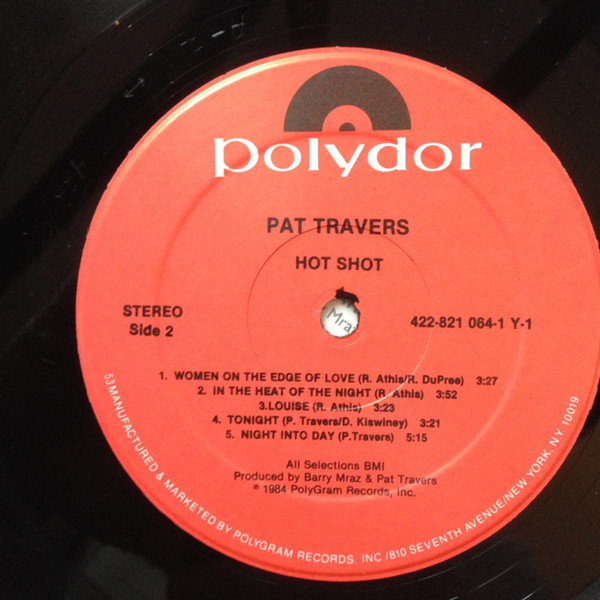 polydor
PAT TRAVERS
HOT SHOT
STEREO
Side 2
422-821 064-1 Y-1
Mraz
1. WOMEN ON THE EDGE OF LOVE (R. Athis/R. DuPree) 3:27
2. IN THE HEAT OF THE NIGHT (R Athis) 3:52
3.LOUISE (R. Athis) 3:23
4. TONIGHT (P. Travers/D. Kiswiney) 3:21
5. NIGHT INTO DAY (P.Travers) 5:15
All Selections BMI
Produced by Barry Mraz & Pat Travers
℗ 1984 PolyGram Records, Inc.
53 MANUFACTURED & MARKETED BY POLYGRAM RECORDS, INC /810 SEVENTH AVENUE/NEW YORK, NY 10019